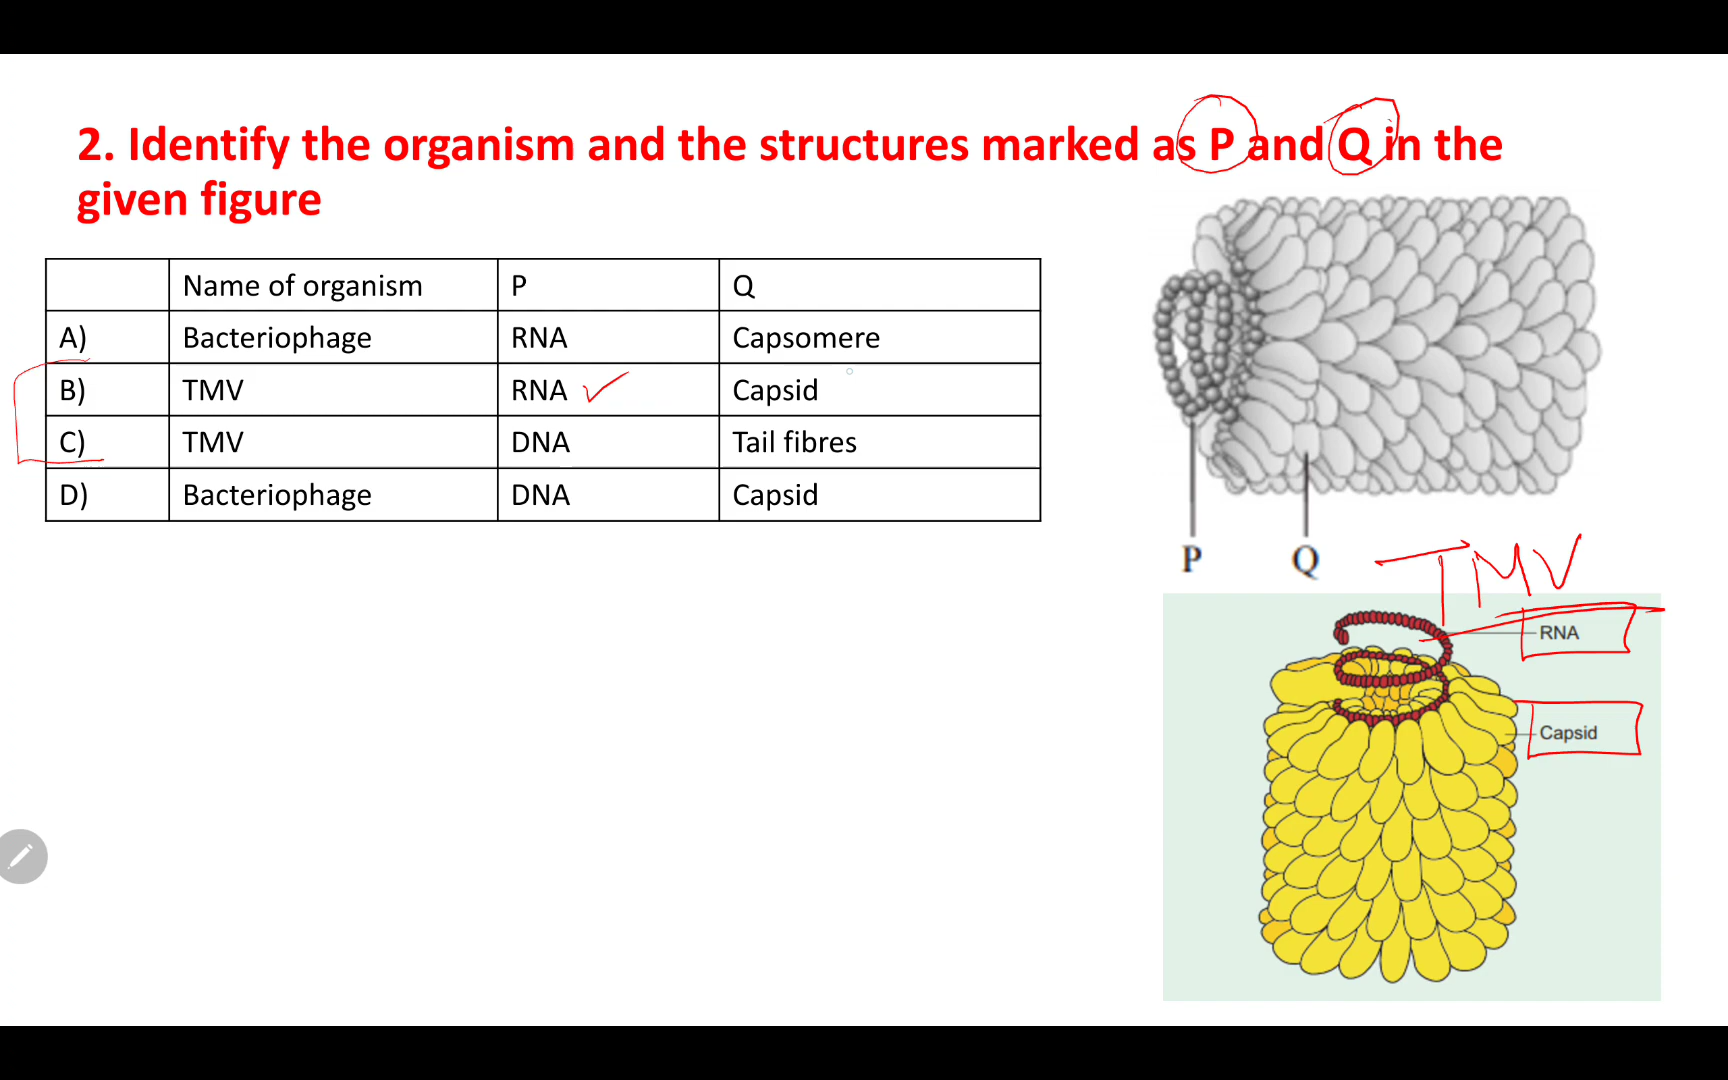 2. Identify the organism and the structures marked as P and Q in the
given figure
Name of organism P Q
A) Bacteriophage RNA Capsomere
B) TMV RNA Capsid
C) TMV DNA Tail fibres
D) Bacteriophage DNA Capsid
P Q
TMV
RNA
Capsid